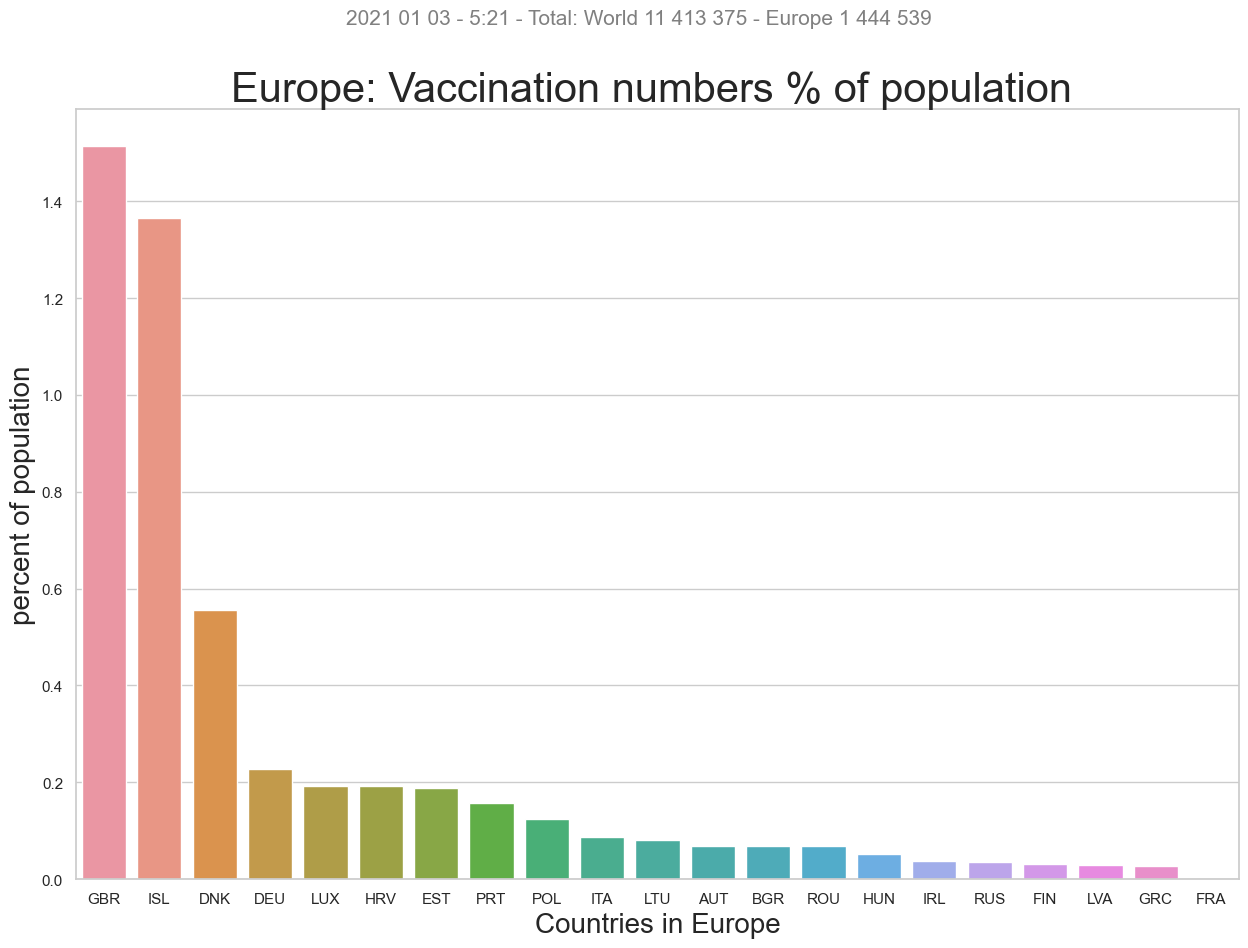 2021 01 03 - 5:21 - Total: World 11 413 375 - Europe 1 444 539
Europe: Vaccination numbers % of population
percent of population
1.4
1.2
1.0
0.8
0.6
0.4
0.2
0.0
GBR ISL DNK DEU LUX HRV EST PRT POL ITA LTU AUT BGR ROU HUN IRL RUS FIN LVA GRC FRA
Countries in Europe